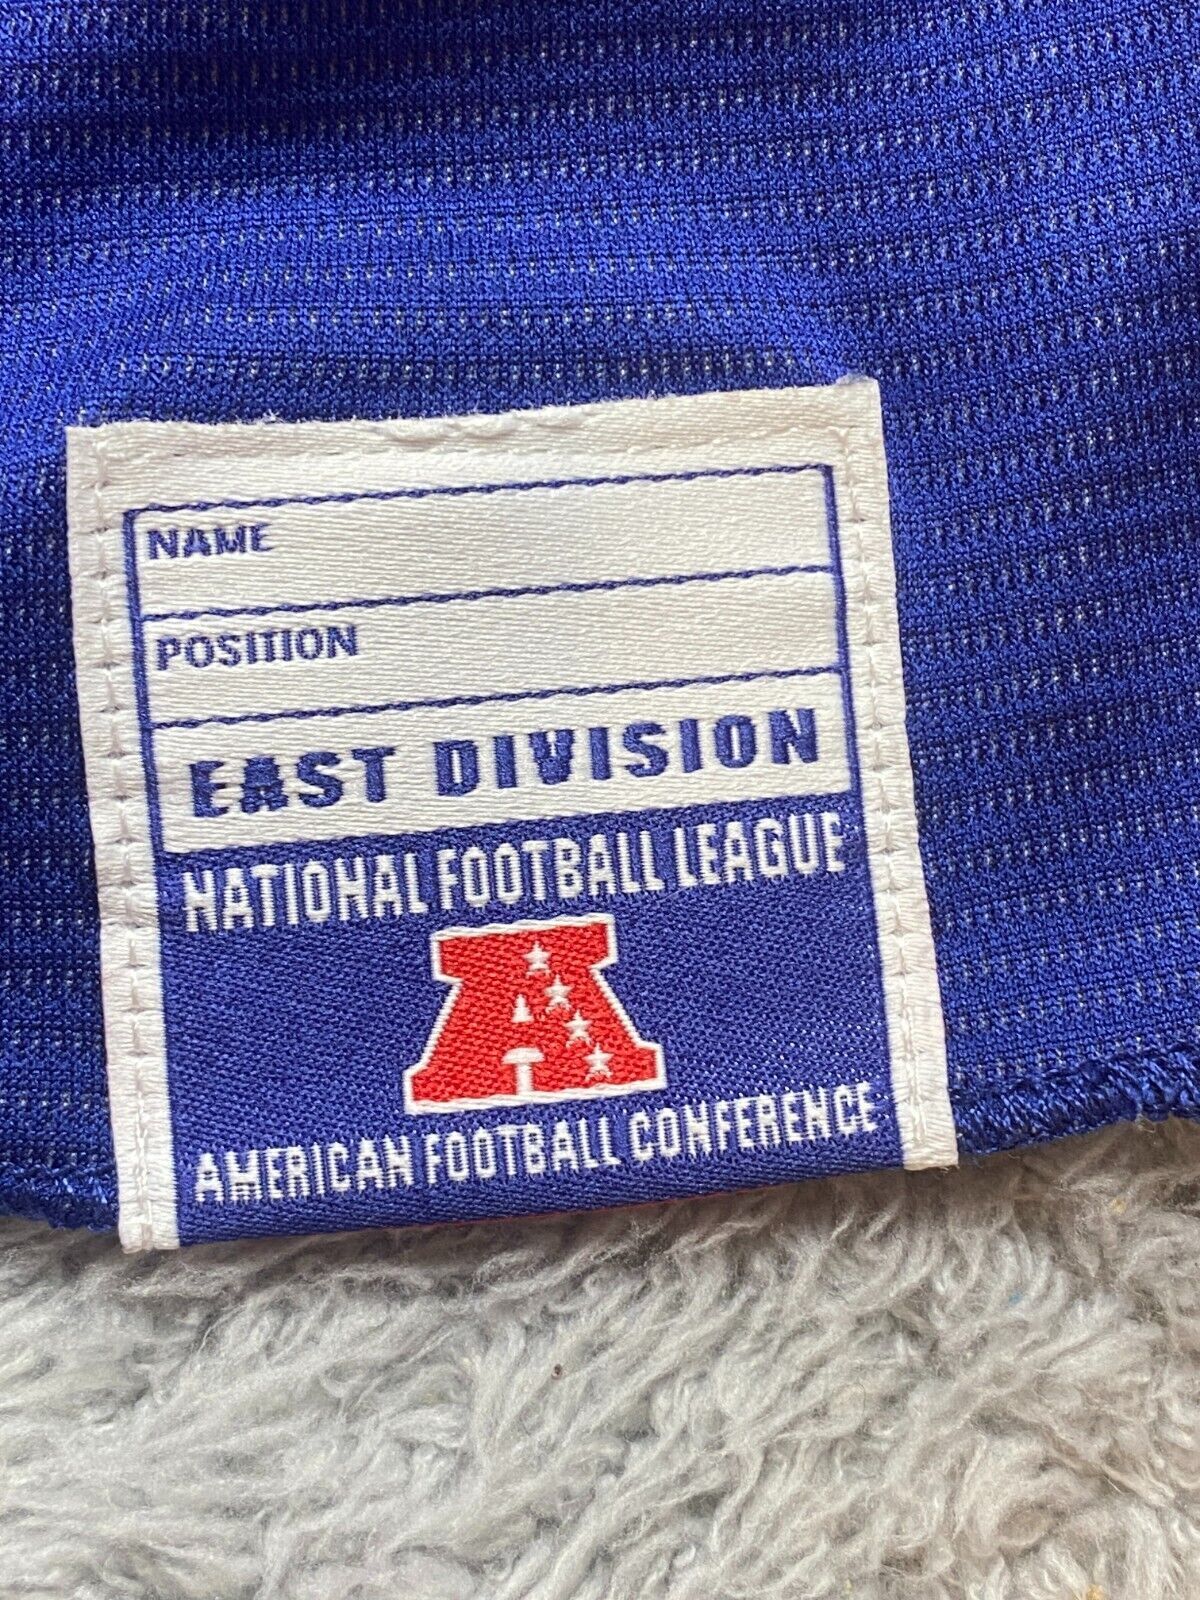 NAME
POSITION
EAST DIVISION
NATIONAL FOOTBALL LEAGUE
A
AMERICAN FOOTBALL CONFERENCE